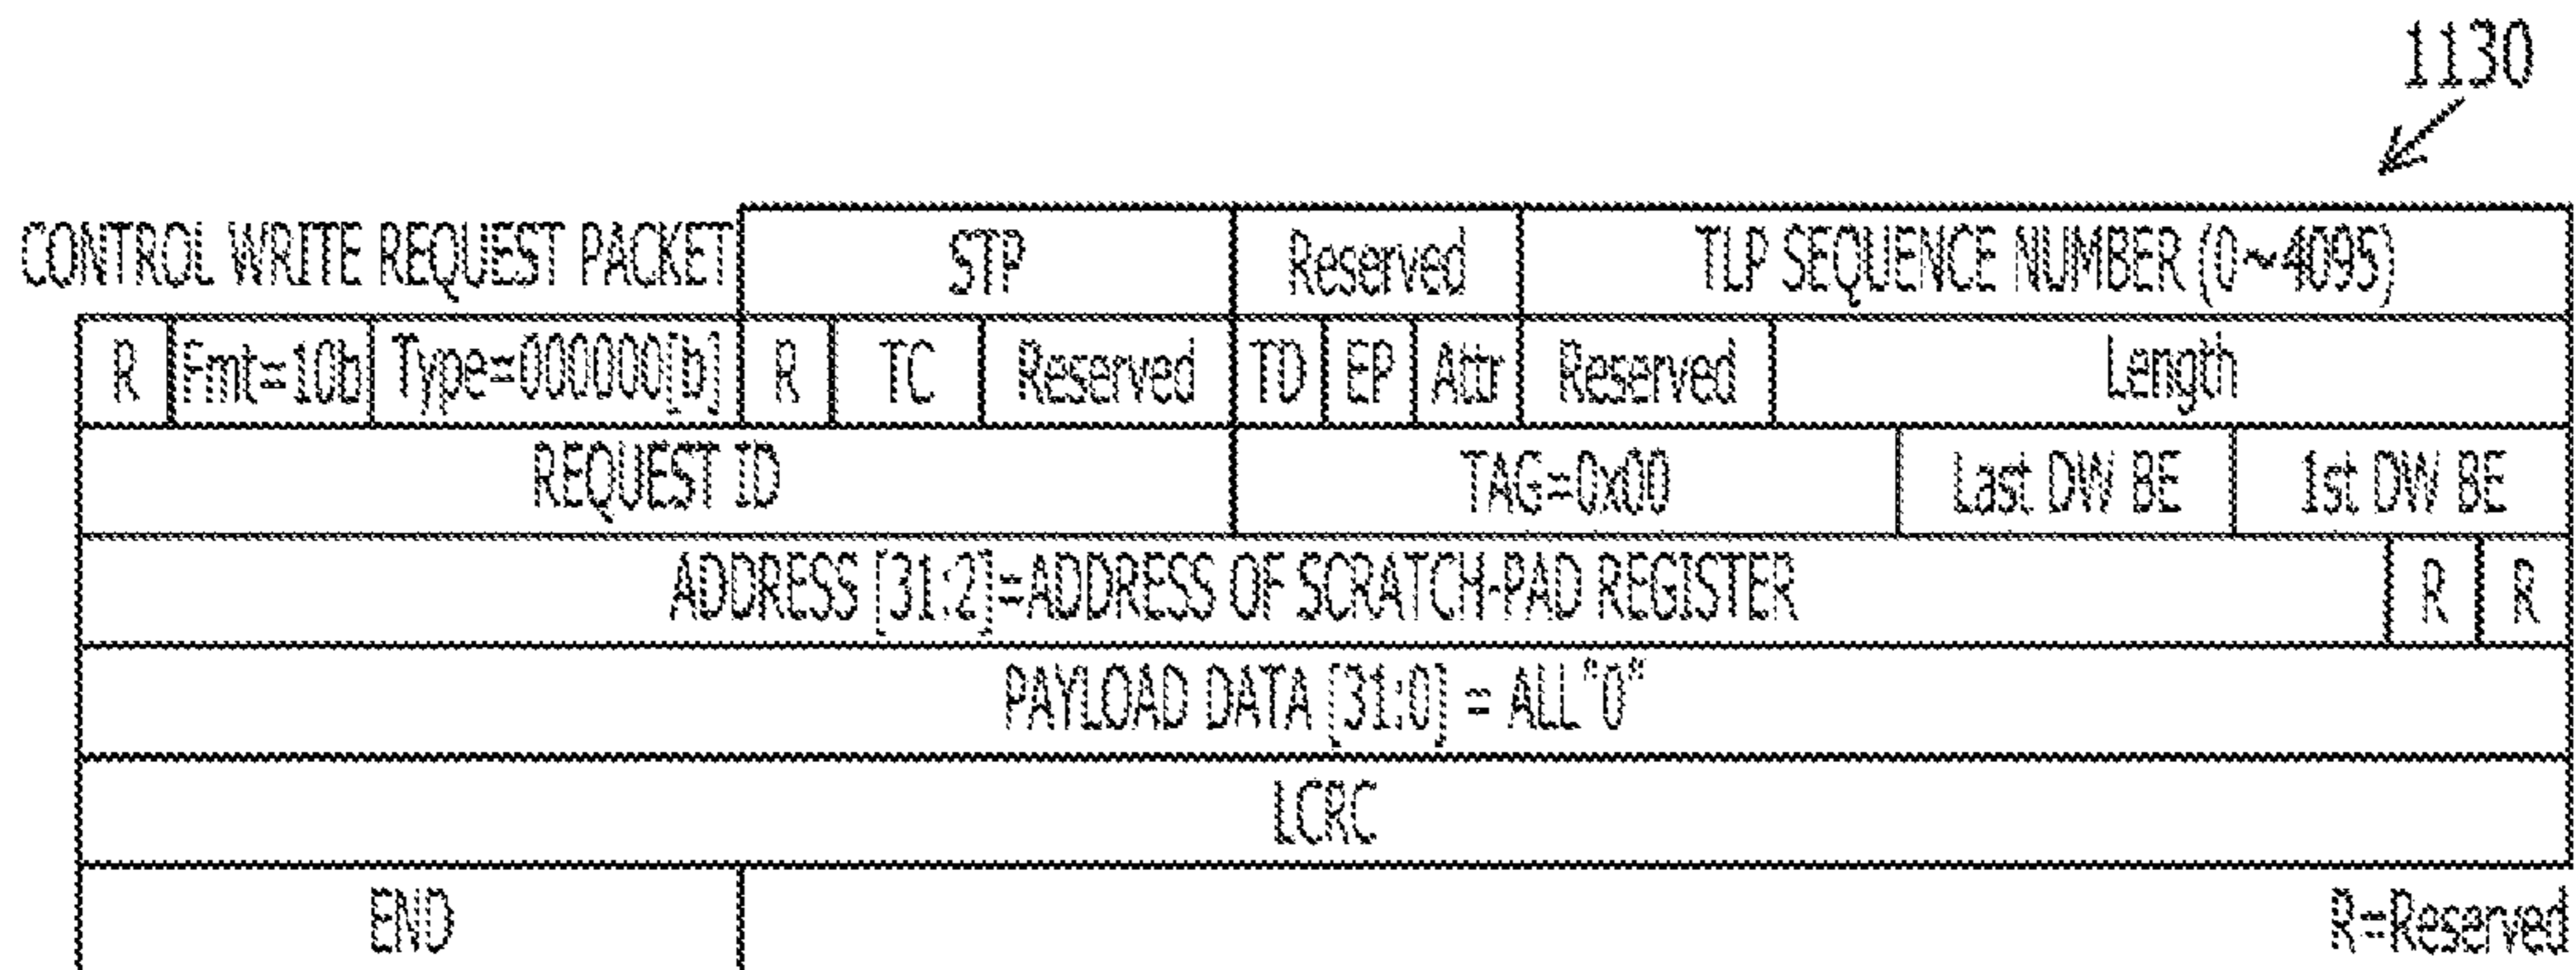 1130
CONTROL WRITE REQUEST PACKET STP Reserved TLP SEQUENCE NUMBER (0~4095)
R Fmt=10b Type=000000[b] R TC Reserved TD EP Attr Reserved Length
REQUEST ID TAG=0x00 Last DW BE 1st DW BE
ADDRESS [31:2]=ADDRESS OF SCRATCH-PAD REGISTER R R
PAYLOAD DATA [31:0] = ALL"0"
LCRC
END R=Reserved